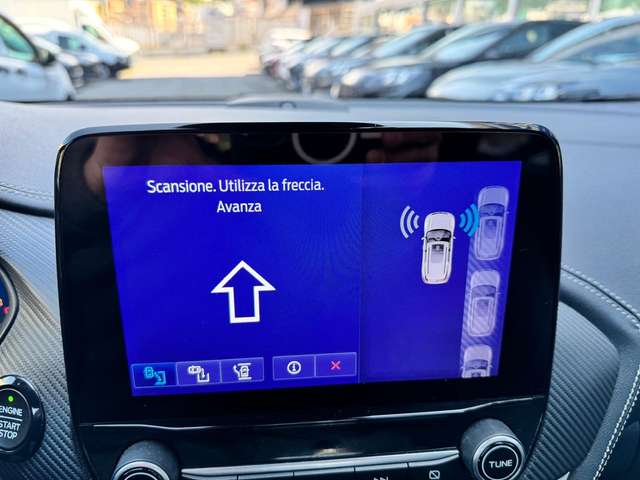 Scansione. Utilizza la freccia.
Avanza
ENGINE
START
STOP
TUNE